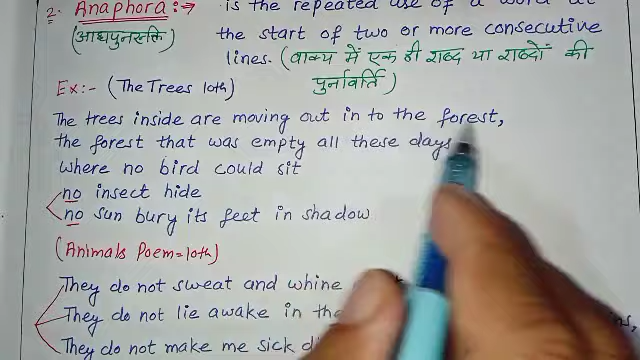 2. Anaphora:→ is the repeated use of a word at
(आद्यपुनरुक्ति) the start of two or more consecutive
lines. (वाक्य में एक ही शब्द या शब्दों की
पुर्नावर्ति)
Ex:- (The Trees 10th)
The trees inside are moving out in to the forest,
the forest that was empty all these days
where no bird could sit
no insect hide
no sun bury its feet in shadow
(Animals Poem=10th)
They do not sweat and whine
They do not lie awake in the
They do not make me sick